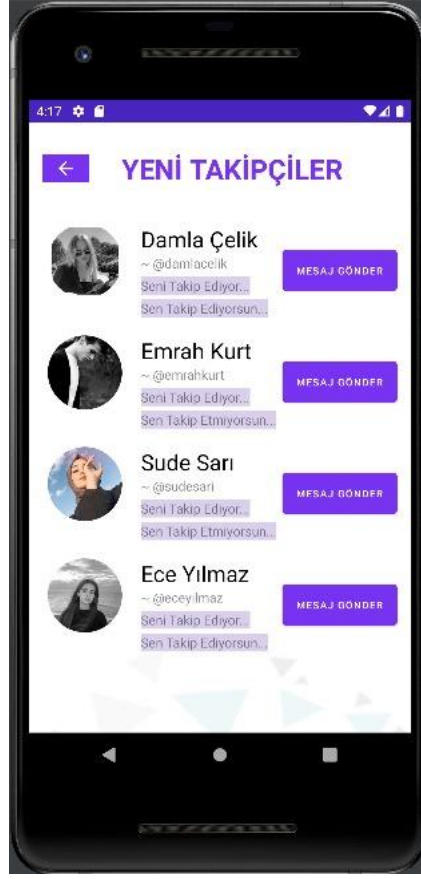 4:17
YENİ TAKİPÇİLER
Damla Çelik
~ @damlacelik
Seni Takip Ediyor...
Sen Takip Ediyorsun...
MESAJ GÖNDER
Emrah Kurt
~ @emrahkurt
Seni Takip Ediyor...
Sen Takip Etmiyorsun...
MESAJ GÖNDER
Sude Sarı
~ @sudesari
Seni Takip Ediyor...
Sen Takip Etmiyorsun...
MESAJ GÖNDER
Ece Yılmaz
~ @eceyilmaz
Seni Takip Ediyor...
Sen Takip Ediyorsun...
MESAJ GÖNDER